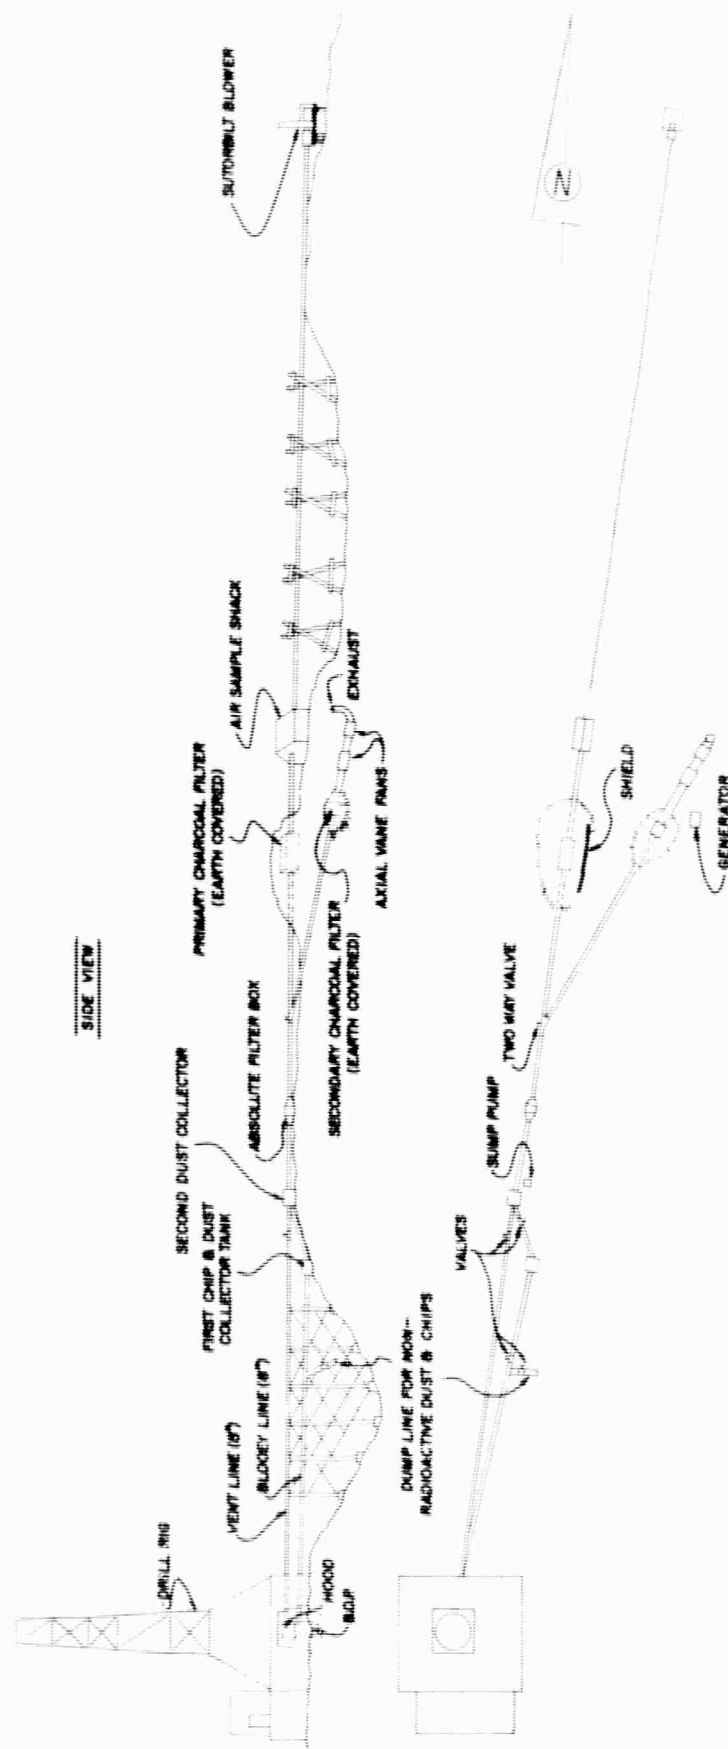 SIDE VIEW
DRILL RIG
VENT LINE (15")
BLOOEY LINE (8")
HOOD
B.O.P.
FIRST CHIP & DUST
COLLECTOR TANK
SECOND DUST COLLECTOR
ABSOLUTE FILTER BOX
PRIMARY CHARCOAL FILTER
(EARTH COVERED)
SECONDARY CHARCOAL FILTER
(EARTH COVERED)
AIR SAMPLE SHACK
EXHAUST
AXIAL VANE FANS
SUTORBILT BLOWER
DUMP LINE FOR NON-
RADIOACTIVE DUST & CHIPS
VALVES
SUMP PUMP
TWO WAY VALVE
SHIELD
GENERATOR
N